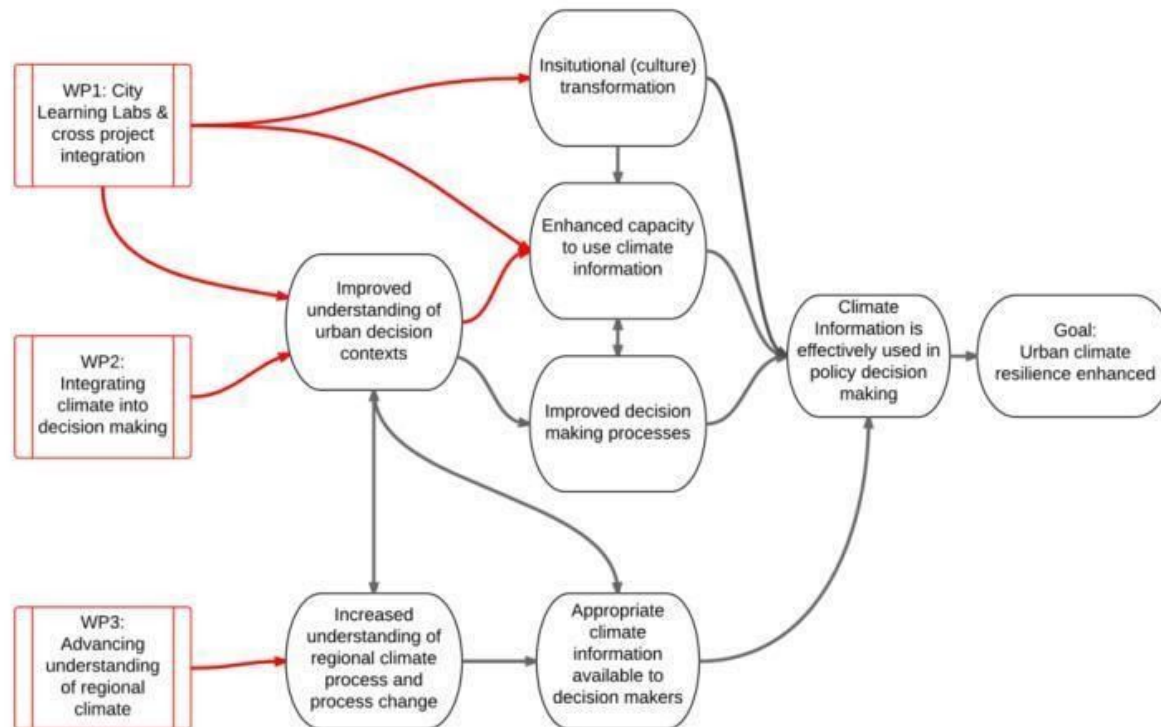 Insitutional (culture)
transformation
WP1: City
Learning Labs &
cross project
integration
Enhanced capacity
to use climate
information
Improved
understanding of
urban decision
contexts
Climate
Information is
effectively used in
policy decision
making
Goal:
Urban climate
resilience enhanced
WP2:
Integrating
climate into
decision making
Improved decision
making processes
WP3:
Advancing
understanding
of regional
climate
Increased
understanding of
regional climate
process and
process change
Appropriate
climate
information
available to
decision makers